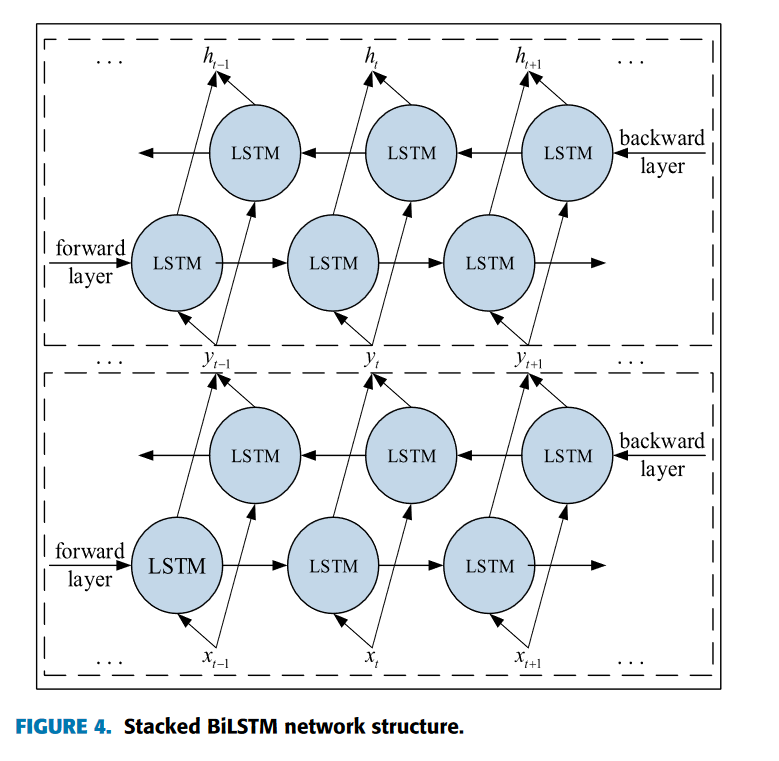 ... h_{t-1} h_t h_{t+1} ...
LSTM LSTM LSTM backward
layer
forward
layer
LSTM LSTM LSTM
... y_{t-1} y_t y_{t+1} ...
LSTM LSTM LSTM backward
layer
forward
layer
LSTM LSTM LSTM
... x_{t-1} x_t x_{t+1} ...
FIGURE 4. Stacked BiLSTM network structure.